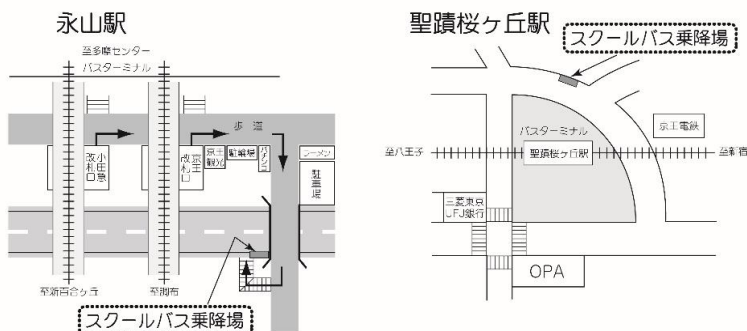 永山駅
至多摩センター
バスターミナル
歩道
小田急
改札口
京王
改札口
京王
観光
駐輪場
パチンコ
ラーメン
駐車場
至新百合ヶ丘
至調布
スクールバス乗降場
聖蹟桜ヶ丘駅
スクールバス乗降場
京王電鉄
バスターミナル
至八王子
聖蹟桜ヶ丘駅
至新宿
三菱東京
UFJ銀行
OPA